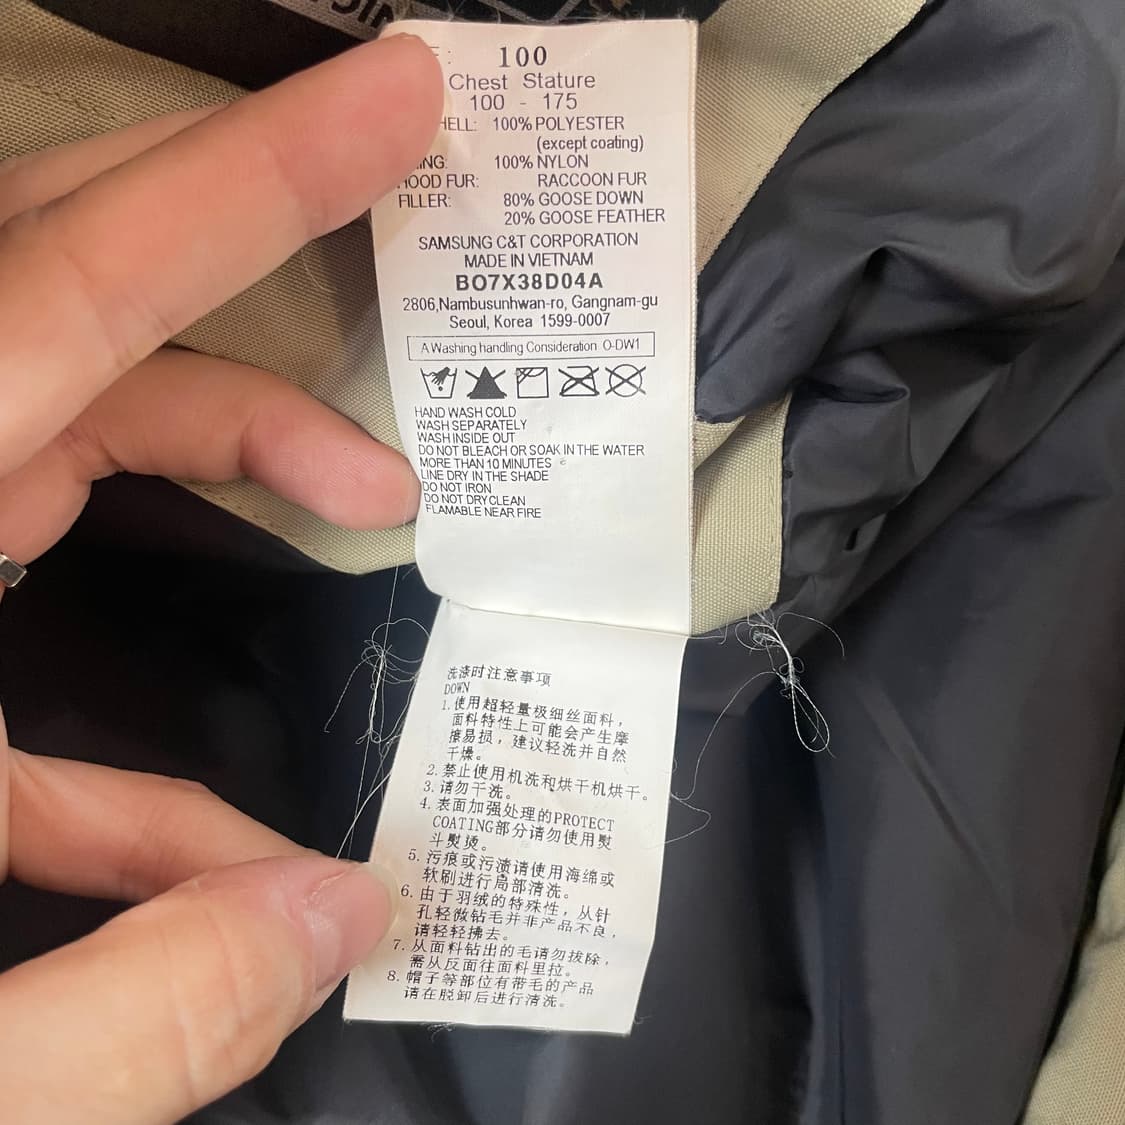 100
Chest Stature
100 - 175
100% POLYESTER
(except coating)
100% NYLON
FUR: RACCOON FUR
FILLER: 80% GOOSE DOWN
20% GOOSE FEATHER
SAMSUNG C&T CORPORATION
MADE IN VIETNAM
BO7X38D04A
2806,Nambusunhwan-ro, Gangnam-gu
Seoul, Korea 1599-0007
A Washing handling Consideration O-DW1
HAND WASH COLD
WASH SEPARATELY
WASH INSIDE OUT
DO NOT BLEACH OR SOAK IN THE WATER
MORE THAN 10 MINUTES
LINE DRY IN THE SHADE
DO NOT IRON
DO NOT DRY CLEAN
FLAMABLE NEAR FIRE
洗涤时注意事项
DOWN
1. 使用超轻量极细丝面料，
面料特性上可能会产生摩
擦易损，建议轻洗并自然
干燥。
2. 禁止使用机洗和烘干机烘干。
3. 请勿干洗。
4. 表面加强处理的PROTECT
COATING部分请勿使用熨
斗熨烫。
5. 污痕或污渍请使用海绵或
软刷进行局部清洗。
6. 由于羽绒的特殊性，从针
孔轻微钻毛并非产品不良，
请轻轻拂去。
7. 从面料钻出的毛请勿拔除，
需从反面往面料里拉。
8. 帽子等部位有带毛的产品
请在脱卸后进行清洗。